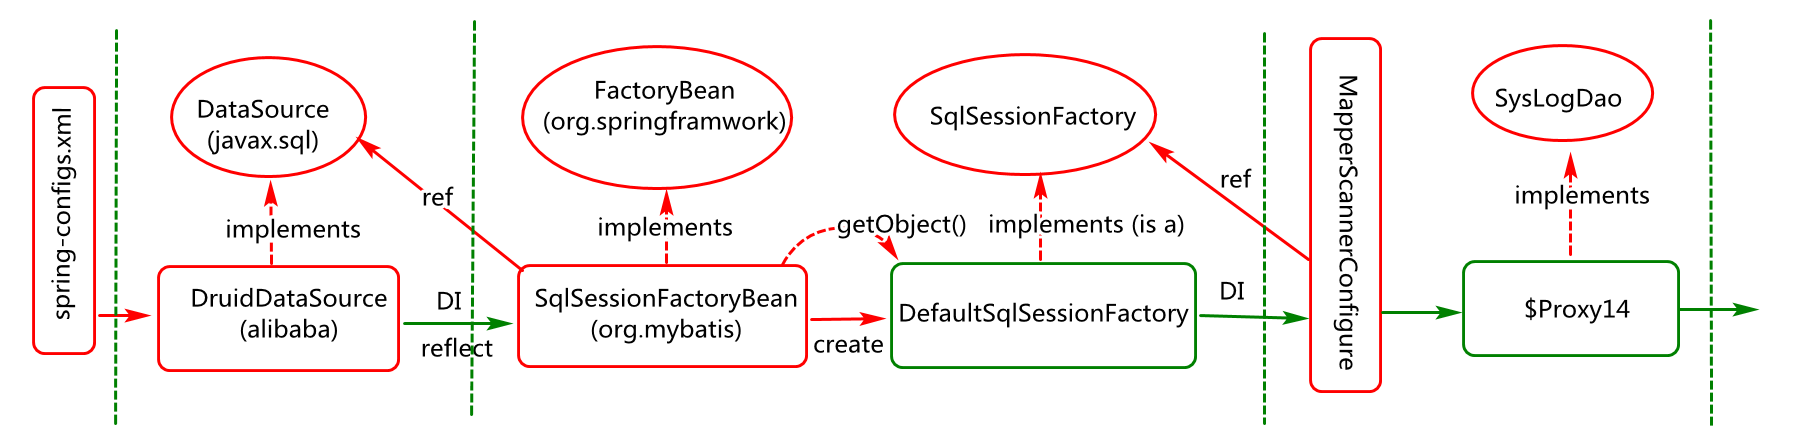 spring-configs.xml
DataSource
(javax.sql)
implements
DruidDataSource
(alibaba)
ref
DI
reflect
FactoryBean
(org.springframwork)
implements
SqlSessionFactoryBean
(org.mybatis)
getObject()
create
SqlSessionFactory
implements (is a)
DefaultSqlSessionFactory
ref
DI
MapperScannerConfigure
SysLogDao
implements
$Proxy14